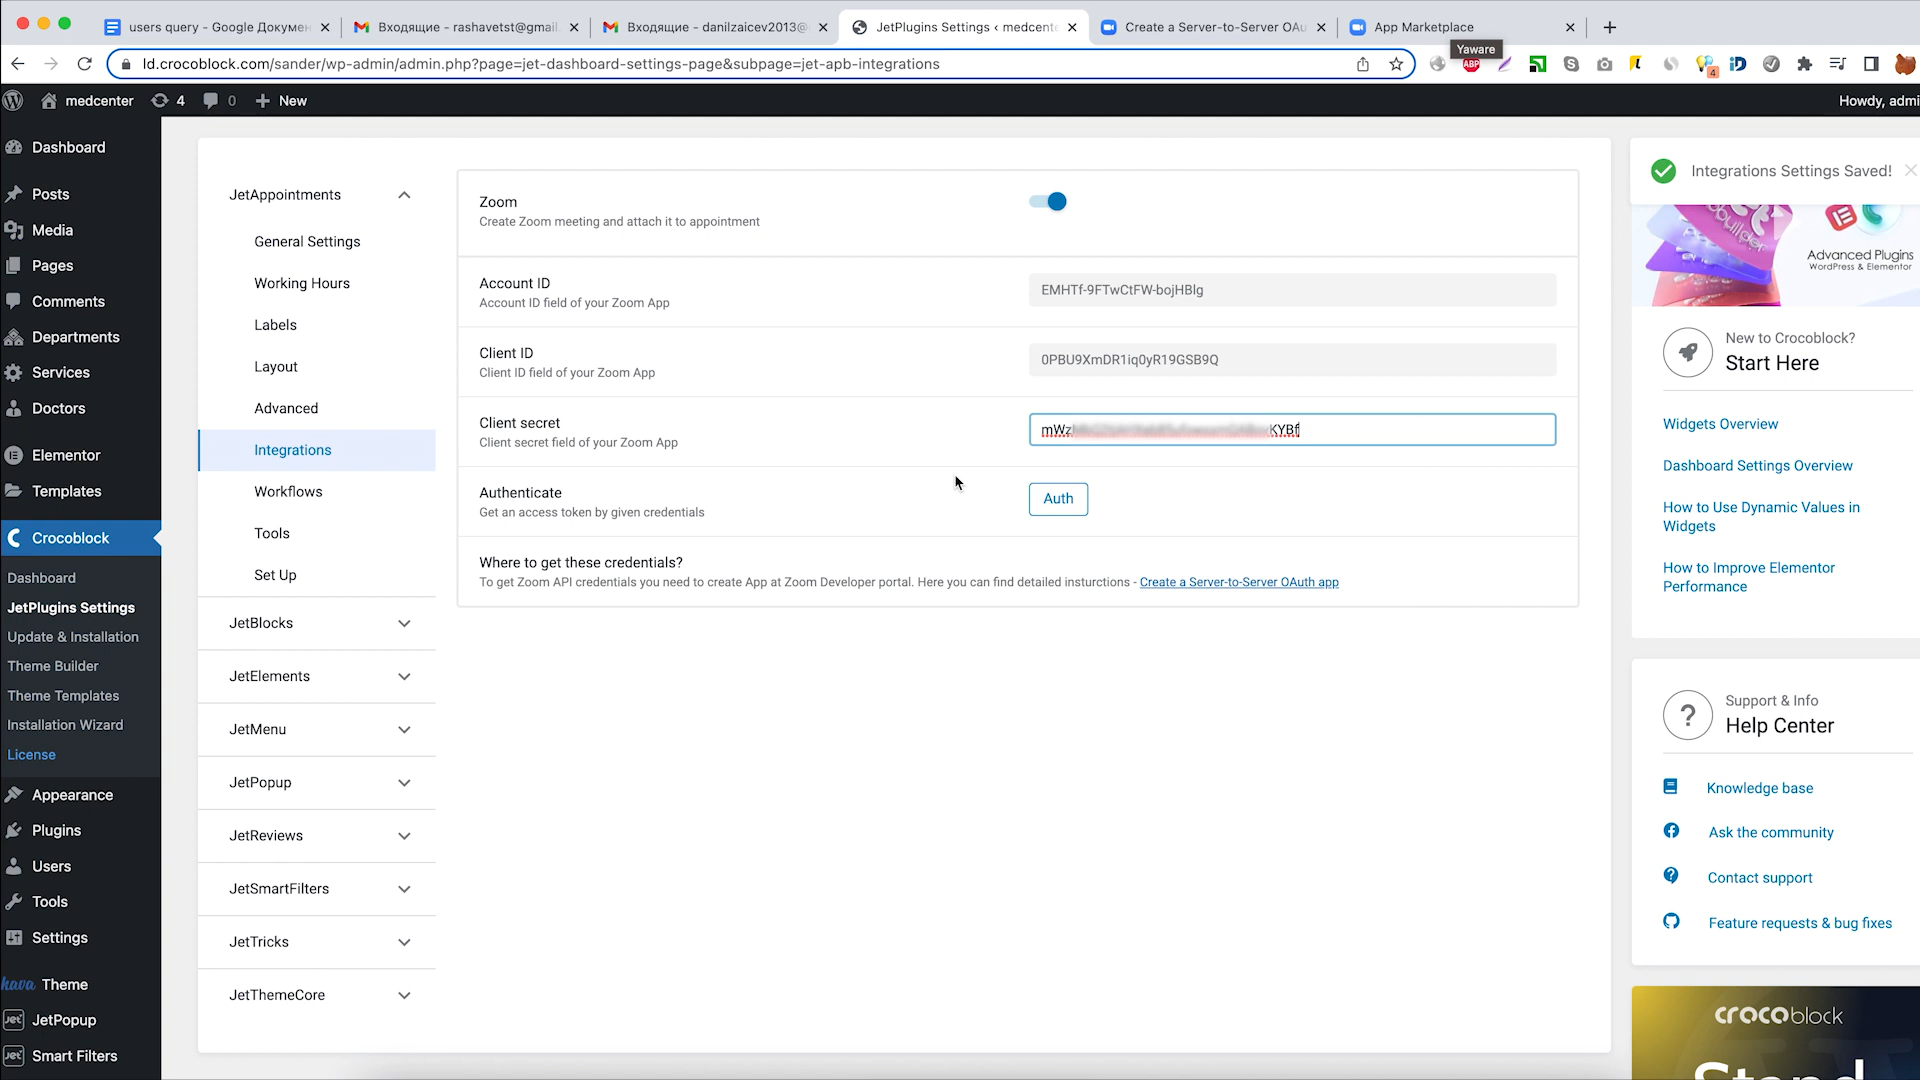 users query - Google Докумен
Входящие - rashavetst@gmail.
Входящие - danilzaicev2013@
JetPlugins Settings ‹ medcente
Create a Server-to-Server OAu
App Marketplace
Yaware
ld.crocoblock.com/sander/wp-admin/admin.php?page=jet-dashboard-settings-page&subpage=jet-apb-integrations
ABP
4
medcenter
4
0
New
Howdy, admi
Dashboard
Posts
Media
Pages
Comments
Departments
Services
Doctors
Elementor
Templates
Crocoblock
Dashboard
JetPlugins Settings
Update & Installation
Theme Builder
Theme Templates
Installation Wizard
License
Appearance
Plugins
Users
Tools
Settings
kava Theme
Jet JetPopup
Jet Smart Filters
JetAppointments
General Settings
Working Hours
Labels
Layout
Advanced
Integrations
Workflows
Tools
Set Up
JetBlocks
JetElements
JetMenu
JetPopup
JetReviews
JetSmartFilters
JetTricks
JetThemeCore
Zoom
Create Zoom meeting and attach it to appointment
Account ID
Account ID field of your Zoom App
EMHTf-9FTwCtFW-bojHBlg
Client ID
Client ID field of your Zoom App
0PBU9XmDR1iq0yR19GSB9Q
Client secret
Client secret field of your Zoom App
mWz KYBf
Authenticate
Get an access token by given credentials
Auth
Where to get these credentials?
To get Zoom API credentials you need to create App at Zoom Developer portal. Here you can find detailed insturctions - Create a Server-to-Server OAuth app
Integrations Settings Saved!
Advanced Plugins
WordPress & Elementor
New to Crocoblock?
Start Here
Widgets Overview
Dashboard Settings Overview
How to Use Dynamic Values in
Widgets
How to Improve Elementor
Performance
Support & Info
Help Center
Knowledge base
Ask the community
Contact support
Feature requests & bug fixes
crocoblock